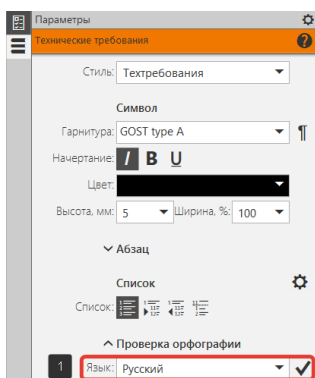 Параметры
Технические требования
Стиль: Техтребования
Символ
Гарнитура: GOST type A ¶
Начертание: I B U
Цвет:
Высота, мм: 5 Ширина, %: 100
Абзац
Список
Список:
Проверка орфографии
1 Язык: Русский